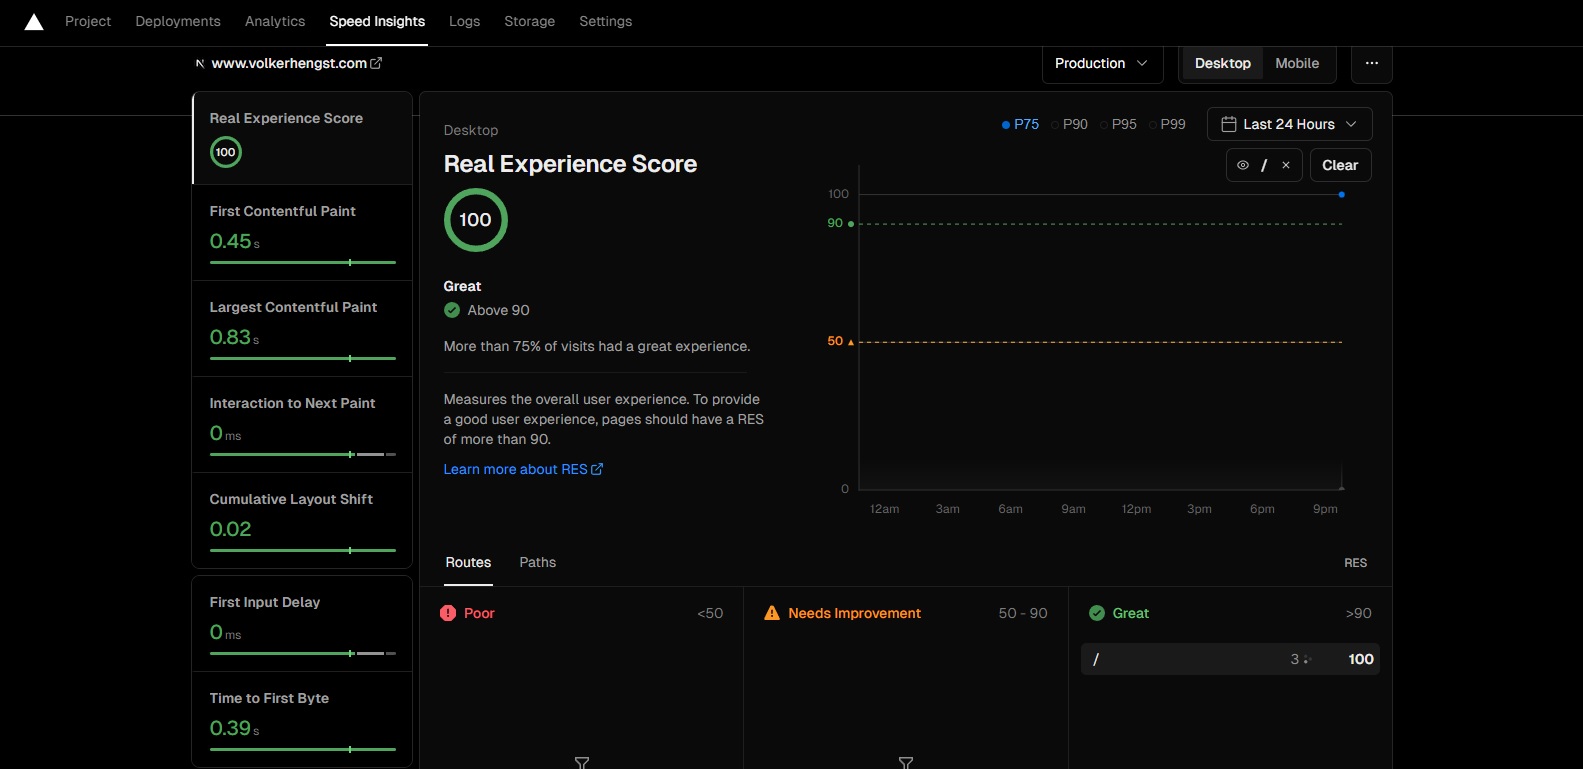 Project Deployments Analytics Speed Insights Logs Storage Settings
www.volkerhengst.com
Production
Desktop Mobile
Real Experience Score
100
First Contentful Paint
0.45 s
Largest Contentful Paint
0.83 s
Interaction to Next Paint
0 ms
Cumulative Layout Shift
0.02
First Input Delay
0 ms
Time to First Byte
0.39 s
Desktop
Real Experience Score
100
Great
Above 90
More than 75% of visits had a great experience.
Measures the overall user experience. To provide
a good user experience, pages should have a RES
of more than 90.
Learn more about RES
P75 P90 P95 P99
Last 24 Hours
/ Clear
100
90
50
0
12am 3am 6am 9am 12pm 3pm 6pm 9pm
Routes Paths RES
Poor <50
Needs Improvement 50 - 90
Great >90
/ 3 100